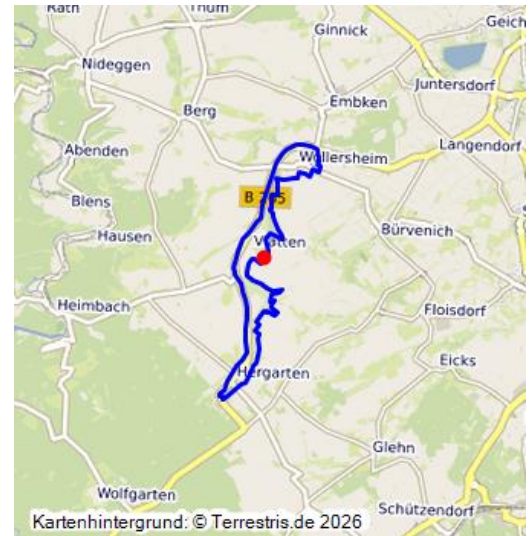 Rath
Thum
Ginnick
Geich
Nideggen
Juntersdorf
Embken
Berg
Langendorf
Abenden
Wollersheim
Blens
B 265
Bürvenich
Hausen
Vlatten
Heimbach
Floisdorf
Eicks
Hergarten
Glehn
Wolfgarten
Schützendorf
Kartenhintergrund: © Terrestris.de 2026